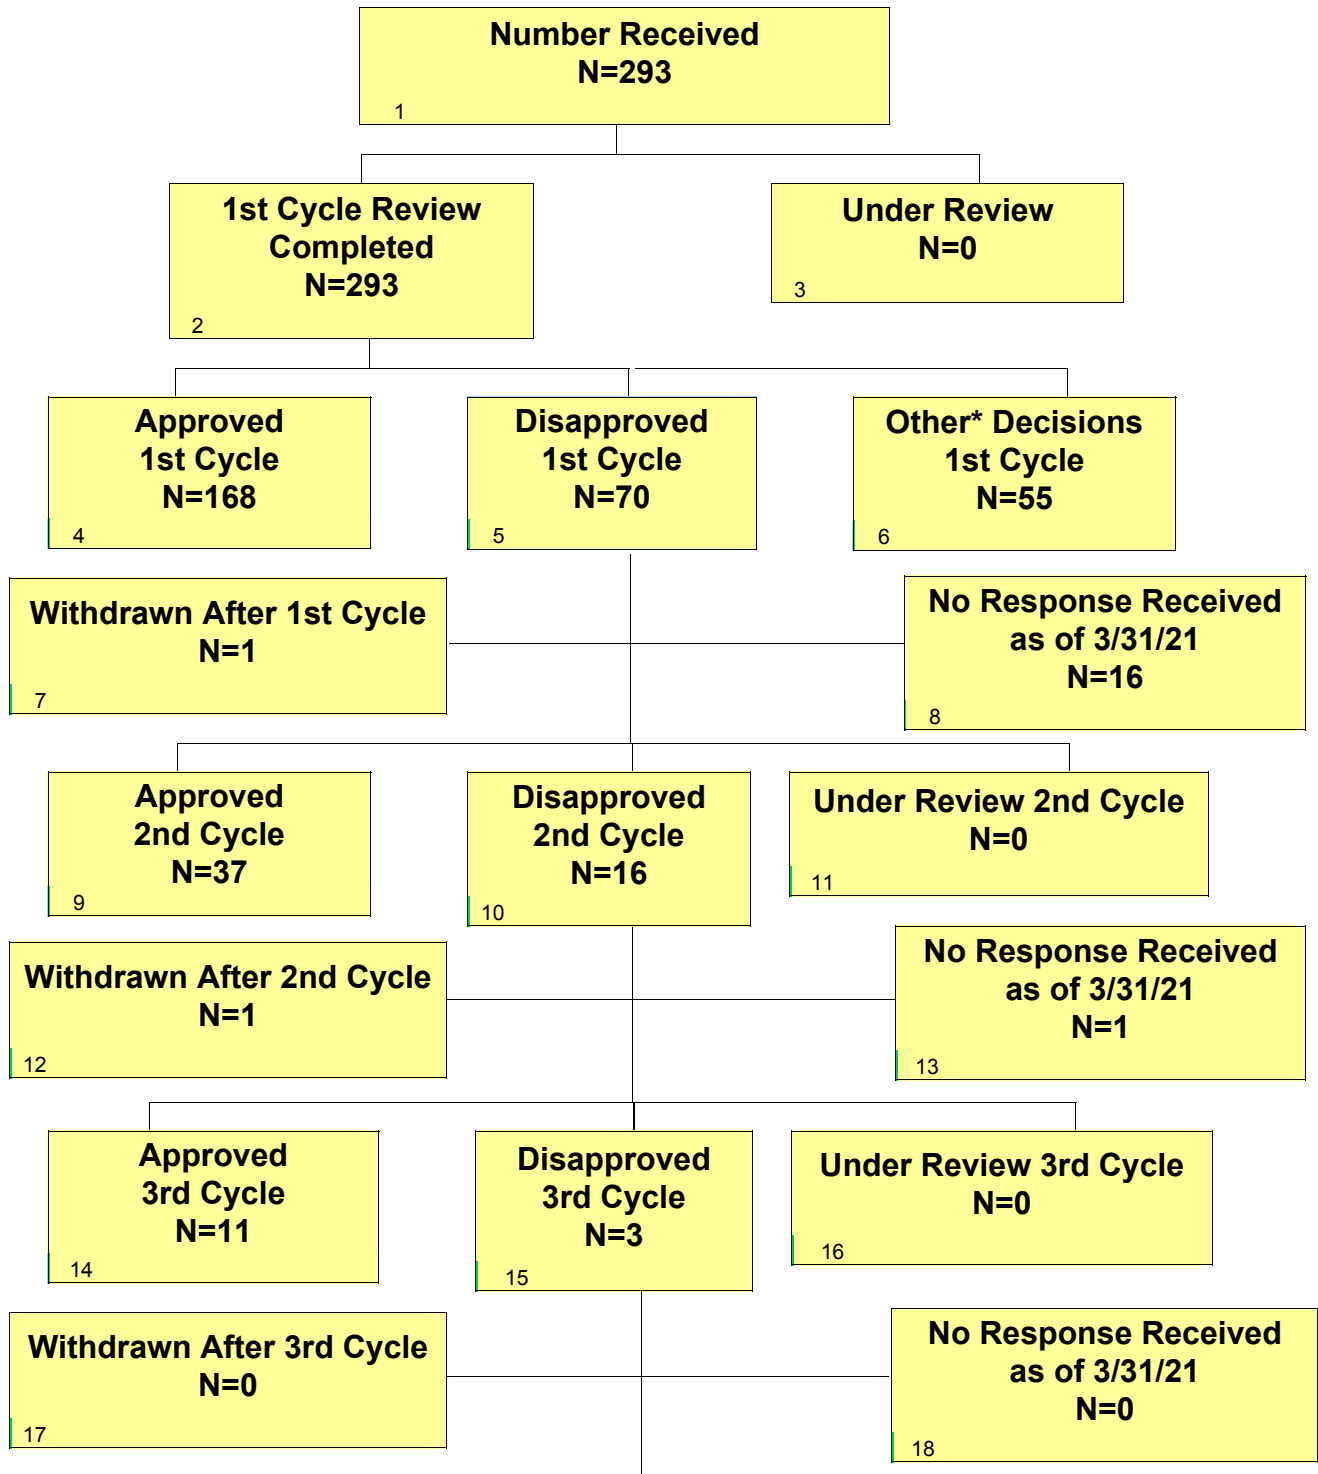 Number Received
N=293
1
1st Cycle Review
Completed
N=293
2
Under Review
N=0
3
Approved
1st Cycle
N=168
4
Disapproved
1st Cycle
N=70
5
Other* Decisions
1st Cycle
N=55
6
Withdrawn After 1st Cycle
N=1
7
No Response Received
as of 3/31/21
N=16
8
Approved
2nd Cycle
N=37
9
Disapproved
2nd Cycle
N=16
10
Under Review 2nd Cycle
N=0
11
Withdrawn After 2nd Cycle
N=1
12
No Response Received
as of 3/31/21
N=1
13
Approved
3rd Cycle
N=11
14
Disapproved
3rd Cycle
N=3
15
Under Review 3rd Cycle
N=0
16
Withdrawn After 3rd Cycle
N=0
17
No Response Received
as of 3/31/21
N=0
18